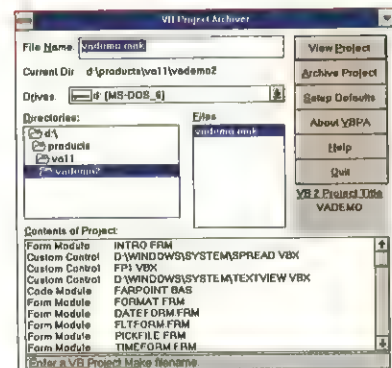 VB Project Archiver
File Name: vademo.mak
Current Dir d:\products\va11\vademo2
Drives: d: [MS-DOS_6]
Directories:
d:\
products
va11
vademo2
Files
vademo.mak
View Project
Archive Project
Setup Defaults
About VBPA
Help
Quit
VB 2 Project Title
VADEMO
Contents of Project:
Form Module INTRO.FRM
Custom Control D:\WINDOWS\SYSTEM\SPREAD.VBX
Custom Control FP1.VBX
Custom Control D:\WINDOWS\SYSTEM\TEXTVIEW.VBX
Code Module FARPOINT.BAS
Form Module FORMAT.FRM
Form Module DATEFORM.FRM
Form Module FLTFORM.FRM
Form Module PICKFILE.FRM
Form Module TIMEFORM.FRM
Enter a VB Project Make filename.